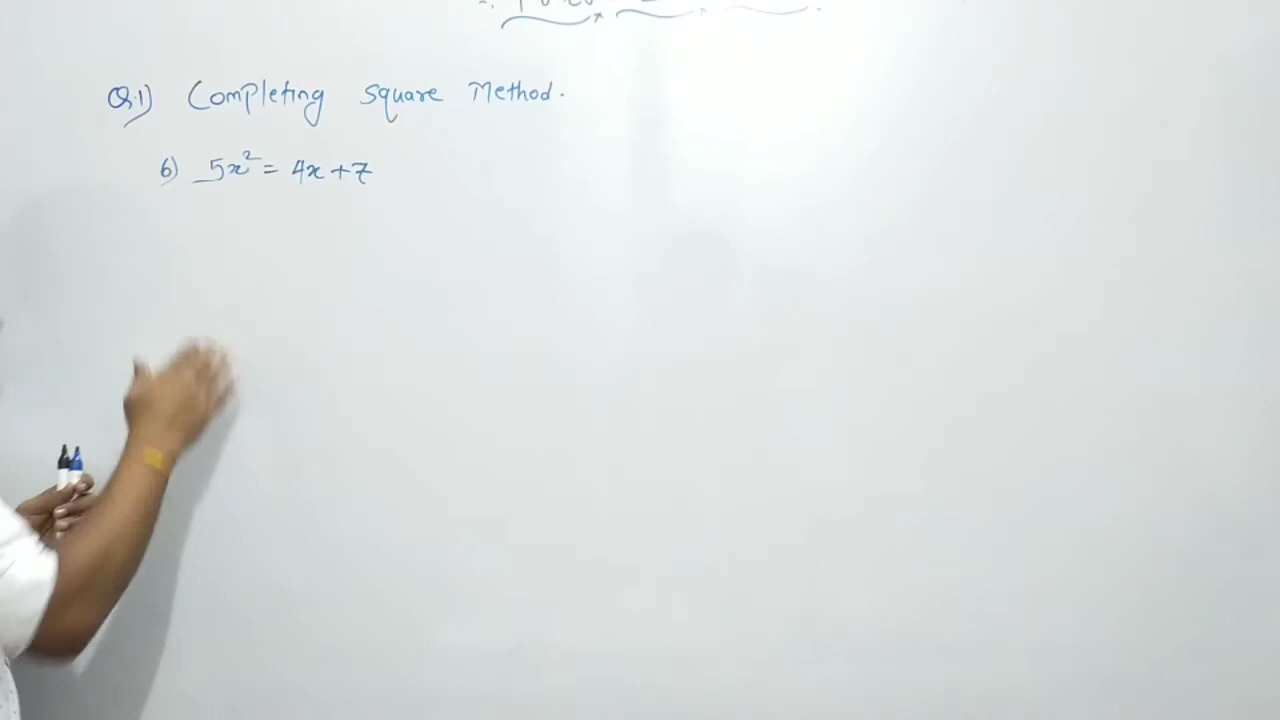 Q.1) Completing square Method.
6) 5x² = 4x + 7